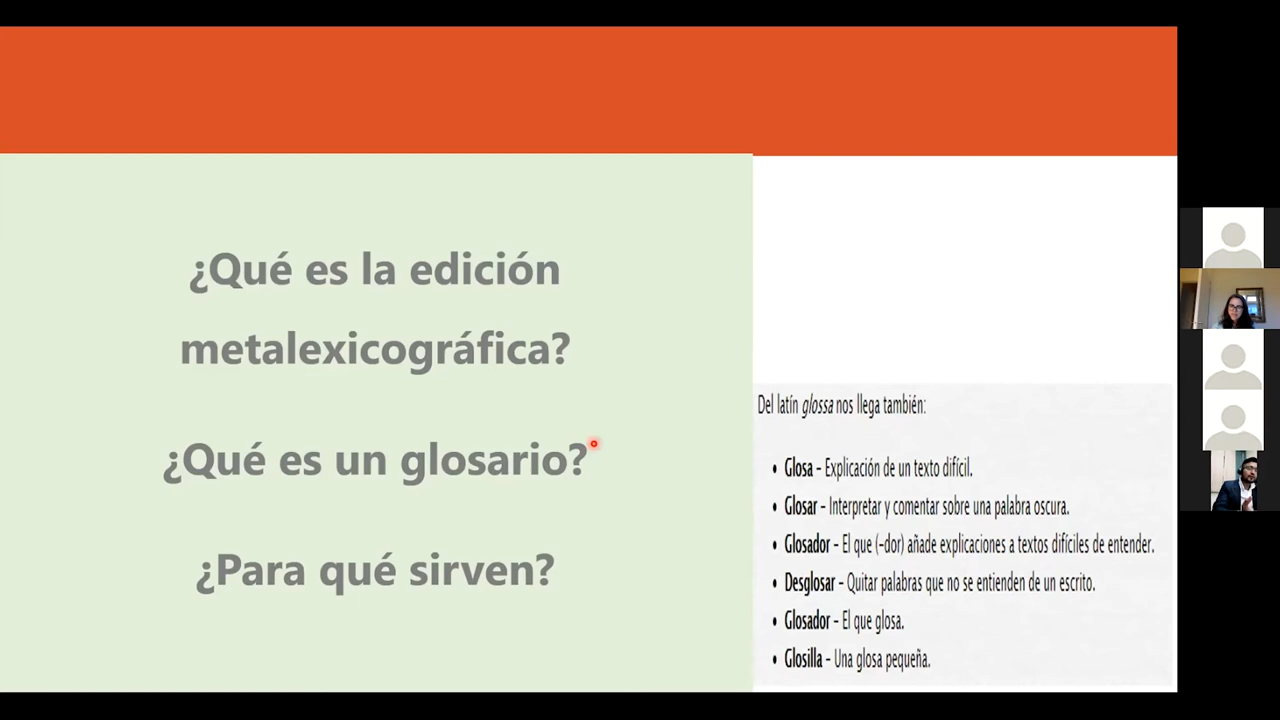 ¿Qué es la edición
metalexicográfica?
¿Qué es un glosario?
¿Para qué sirven?
Del latín glossa nos llega también:
• Glosa - Explicación de un texto difícil.
• Glosar - Interpretar y comentar sobre una palabra oscura.
• Glosador - El que (-dor) añade explicaciones a textos difíciles de entender.
• Desglosar - Quitar palabras que no se entienden de un escrito.
• Glosador - El que glosa.
• Glosilla - Una glosa pequeña.